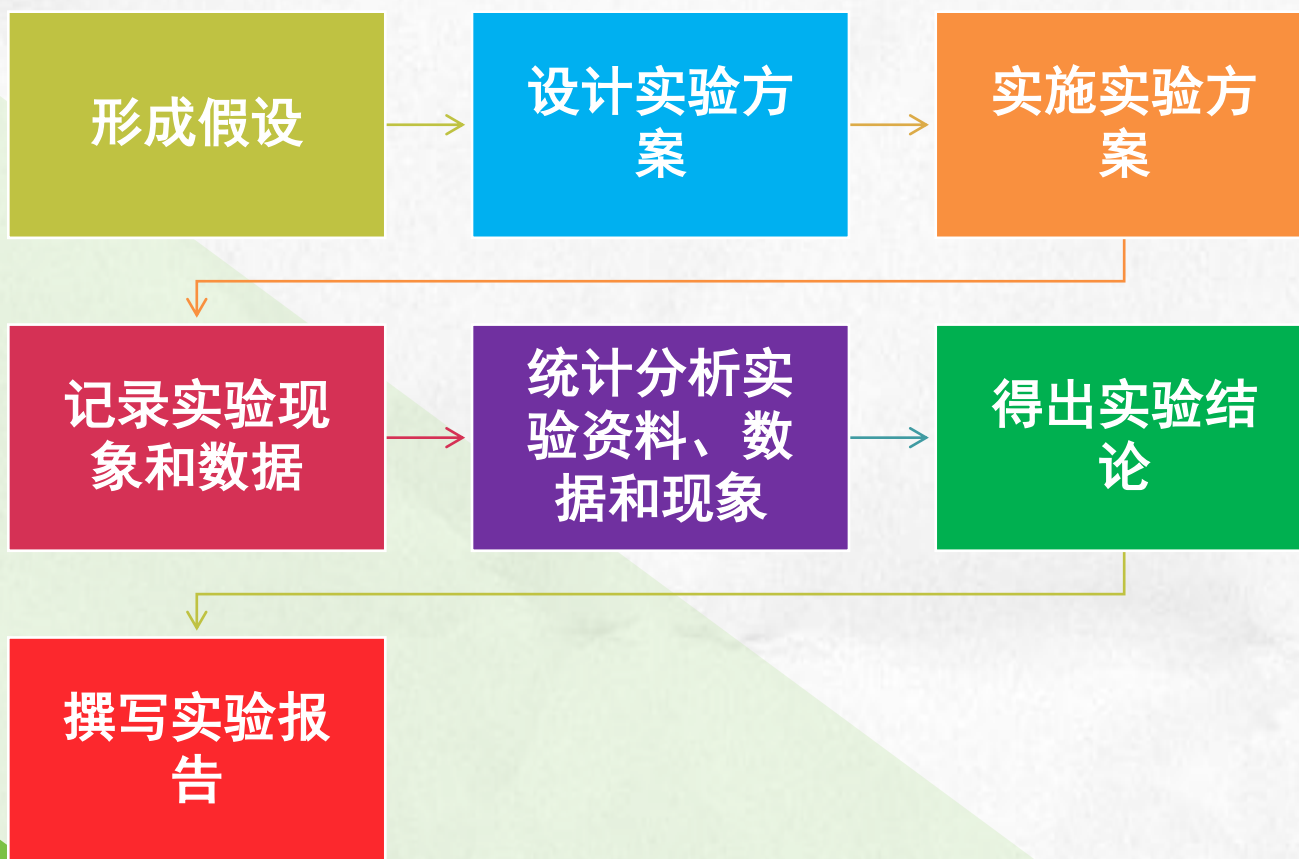 形成假设
设计实验方
案
实施实验方
案
记录实验现
象和数据
统计分析实
验资料、数
据和现象
得出实验结
论
撰写实验报
告